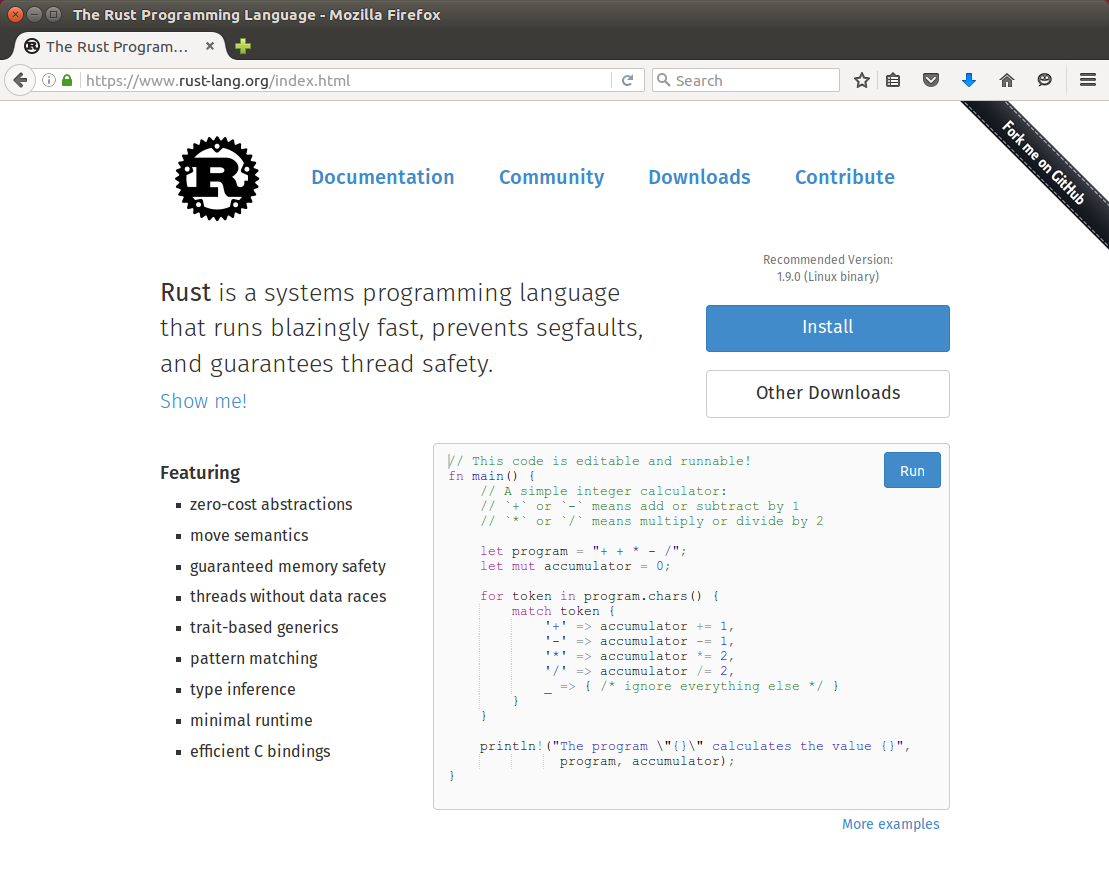 The Rust Programming Language - Mozilla Firefox
The Rust Program...
https://www.rust-lang.org/index.html
Search
Fork me on GitHub
R
Documentation Community Downloads Contribute
Recommended Version:
1.9.0 (Linux binary)
Rust is a systems programming language
that runs blazingly fast, prevents segfaults,
and guarantees thread safety.
Show me!
Install
Other Downloads
Featuring
zero-cost abstractions
move semantics
guaranteed memory safety
threads without data races
trait-based generics
pattern matching
type inference
minimal runtime
efficient C bindings
Run
// This code is editable and runnable!
fn main() {
    // A simple integer calculator:
    // `+` or `-` means add or subtract by 1
    // `*` or `/` means multiply or divide by 2

    let program = "+ + * - /";
    let mut accumulator = 0;

    for token in program.chars() {
        match token {
            '+' => accumulator += 1,
            '-' => accumulator -= 1,
            '*' => accumulator *= 2,
            '/' => accumulator /= 2,
            _ => { /* ignore everything else */ }
        }
    }

    println!("The program \"{}\" calculates the value {}",
              program, accumulator);
}
More examples